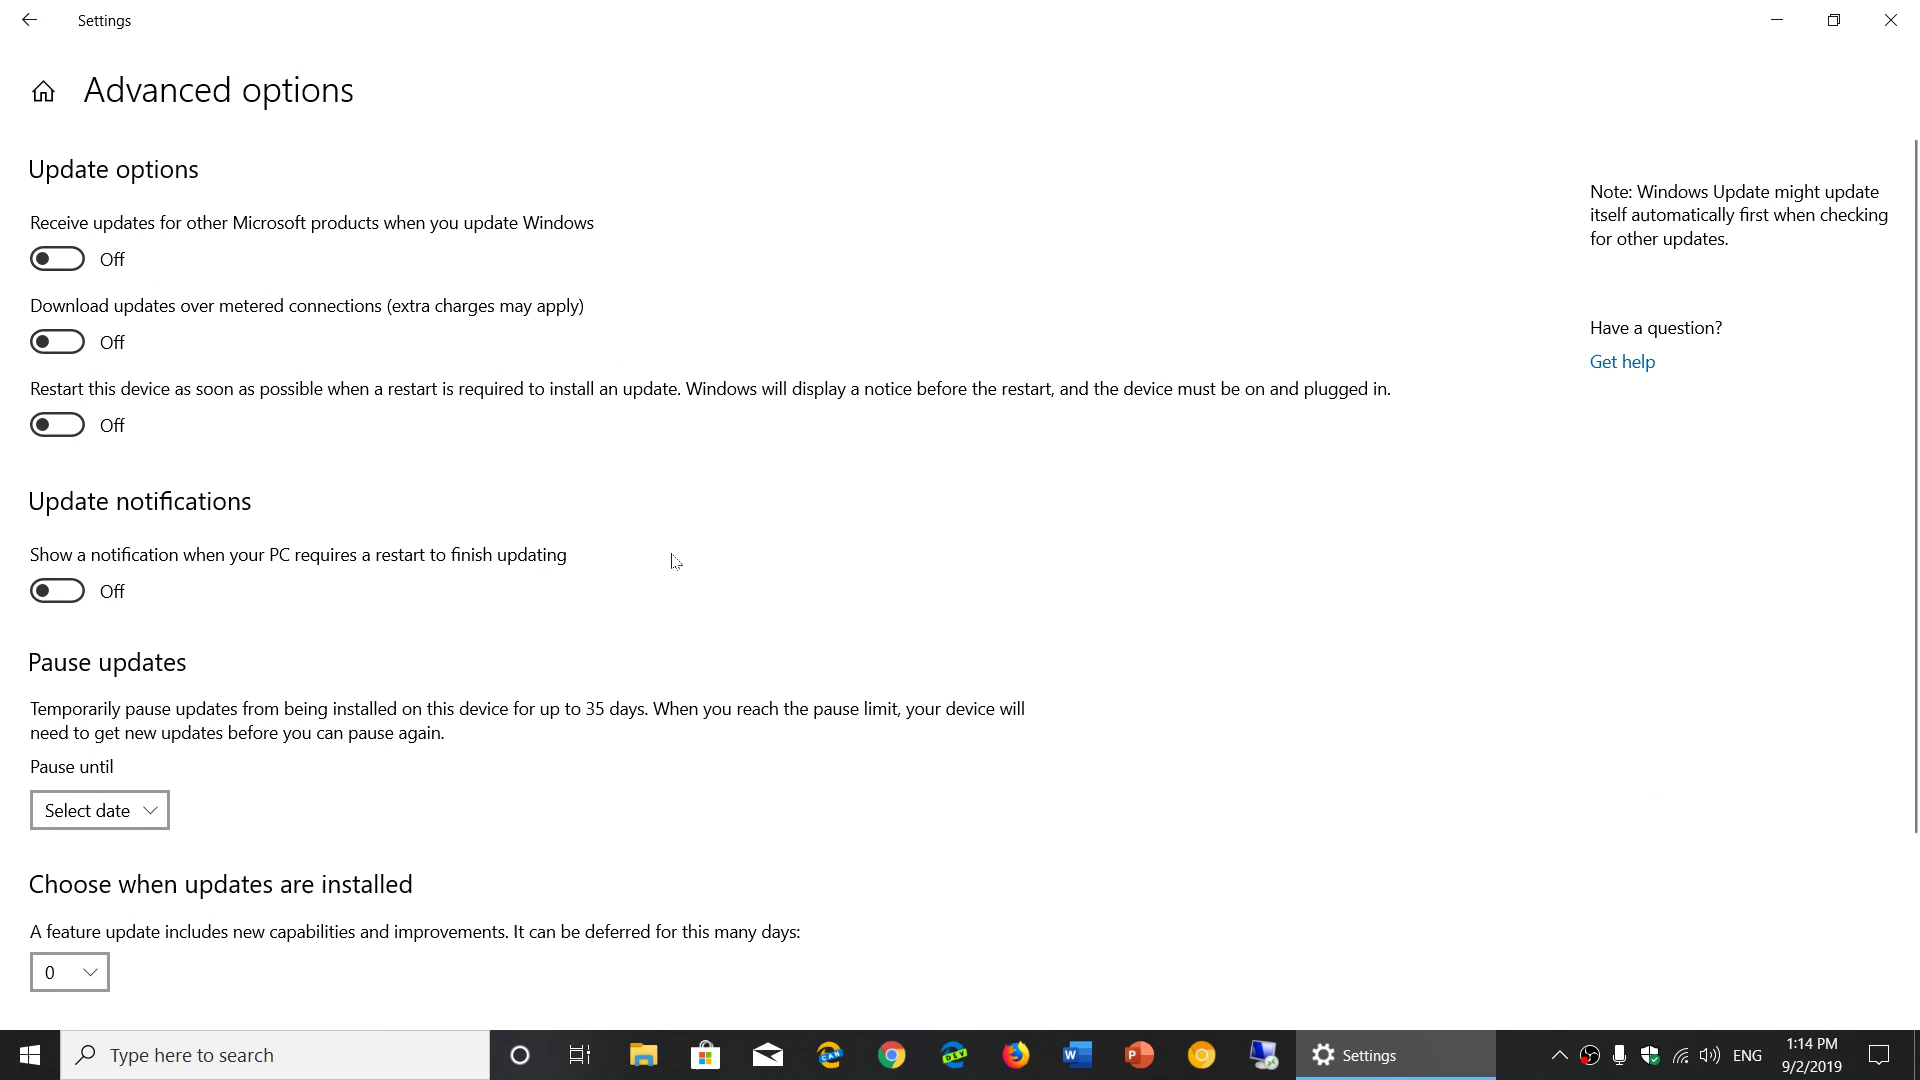 Settings
Advanced options
Update options
Receive updates for other Microsoft products when you update Windows
Off
Download updates over metered connections (extra charges may apply)
Off
Restart this device as soon as possible when a restart is required to install an update. Windows will display a notice before the restart, and the device must be on and plugged in.
Off
Update notifications
Show a notification when your PC requires a restart to finish updating
Off
Pause updates
Temporarily pause updates from being installed on this device for up to 35 days. When you reach the pause limit, your device will
need to get new updates before you can pause again.
Pause until
Select date
Choose when updates are installed
A feature update includes new capabilities and improvements. It can be deferred for this many days:
0
Note: Windows Update might update
itself automatically first when checking
for other updates.
Have a question?
Get help
Type here to search
CAN
DEV
W
P
Settings
ENG
1:14 PM
9/2/2019